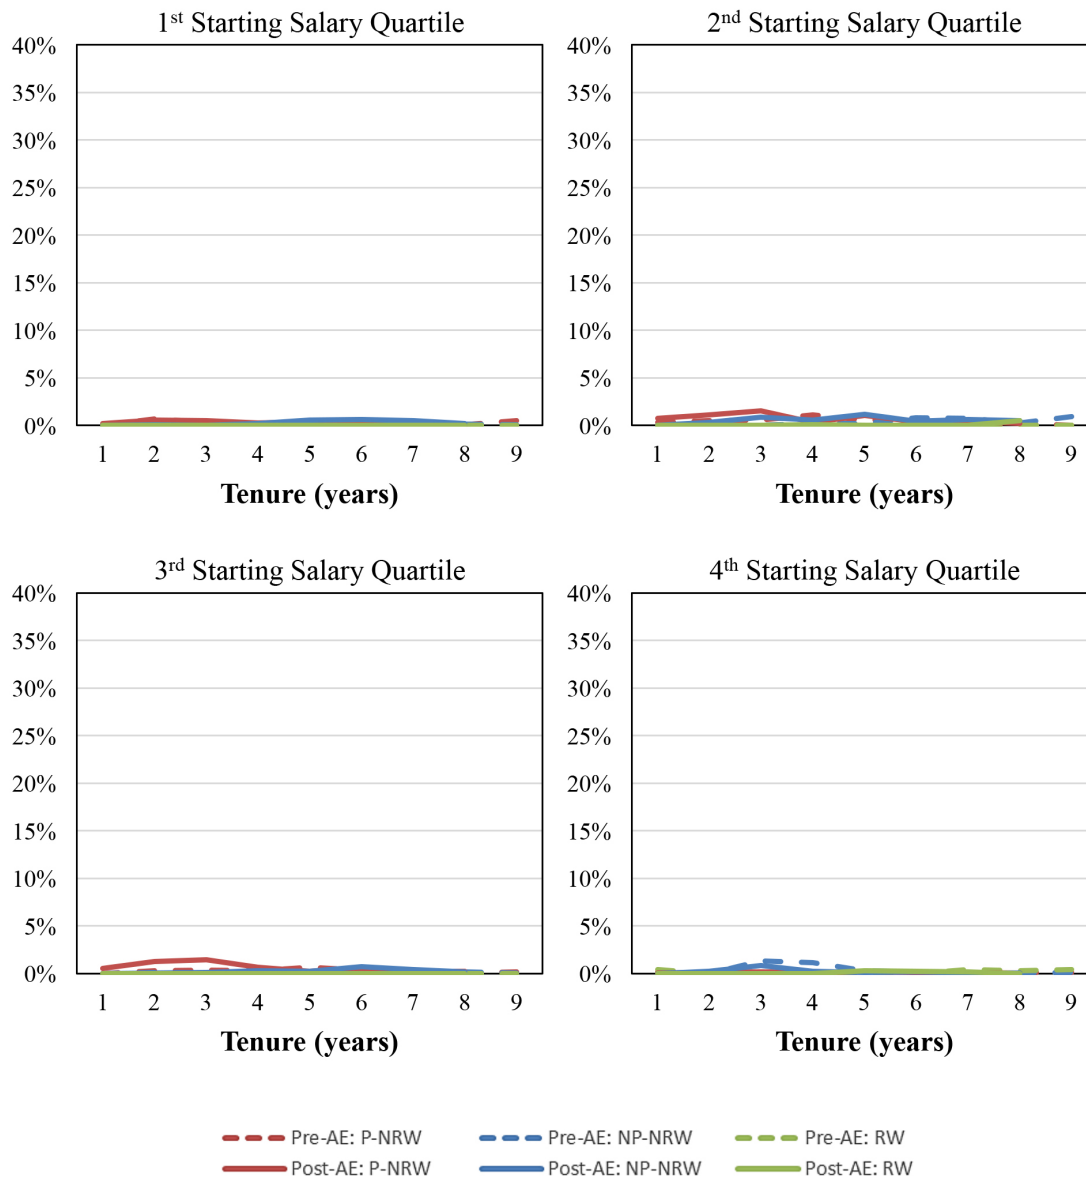 1st Starting Salary Quartile
40%
35%
30%
25%
20%
15%
10%
5%
0%
1 2 3 4 5 6 7 8 9
Tenure (years)
2nd Starting Salary Quartile
40%
35%
30%
25%
20%
15%
10%
5%
0%
1 2 3 4 5 6 7 8 9
Tenure (years)
3rd Starting Salary Quartile
40%
35%
30%
25%
20%
15%
10%
5%
0%
1 2 3 4 5 6 7 8 9
Tenure (years)
4th Starting Salary Quartile
40%
35%
30%
25%
20%
15%
10%
5%
0%
1 2 3 4 5 6 7 8 9
Tenure (years)
Pre-AE: P-NRW Pre-AE: NP-NRW Pre-AE: RW
Post-AE: P-NRW Post-AE: NP-NRW Post-AE: RW